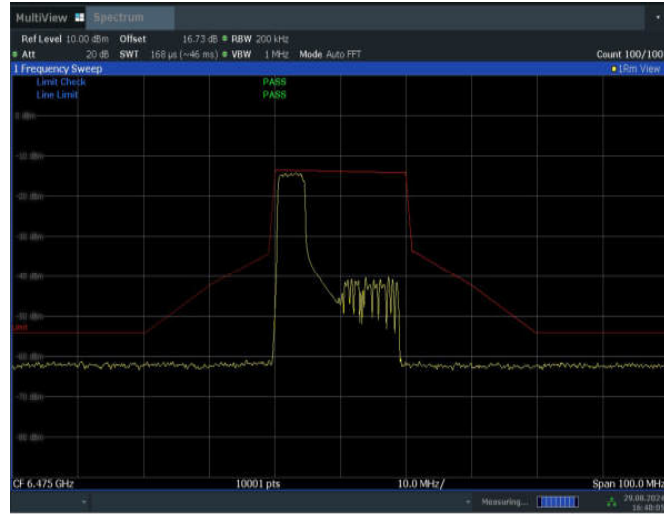 MultiView Spectrum
Ref Level 10.00 dBm Offset 16.73 dB RBW 200 kHz
Att 20 dB SWT 168 µs (~46 ms) VBW 1 MHz Mode Auto FFT Count 100/100
1 Frequency Sweep 1Rm View
Limit Check PASS
Line Limit PASS
0 dBm
-10 dBm
-20 dBm
-30 dBm
-40 dBm
-50 dBm
-60 dBm
-70 dBm
-80 dBm
CF 6.475 GHz 10001 pts 10.0 MHz/ Span 100.0 MHz
Measuring... 29.08.2024